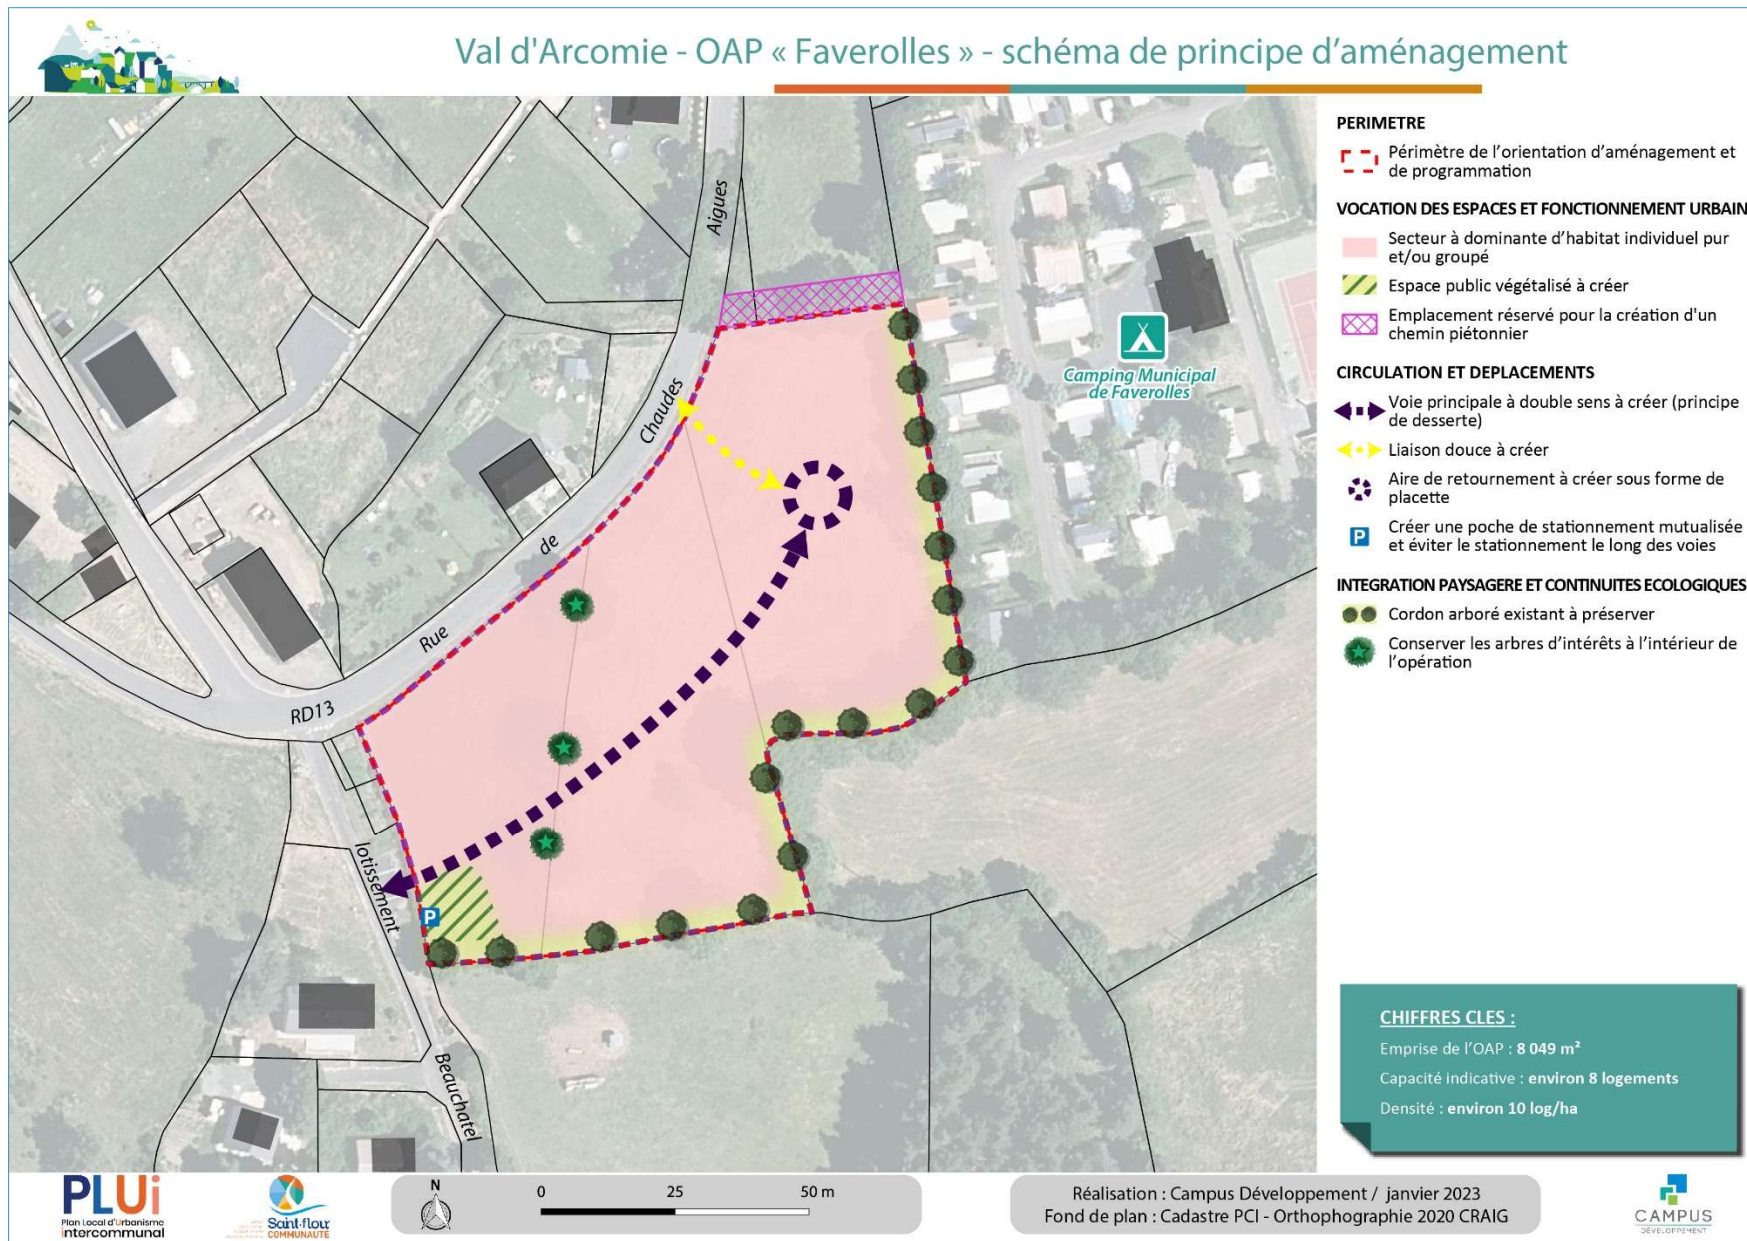 Val d'Arcomie - OAP « Faverolles » - schéma de principe d’aménagement
Aigues
Chaudes
de
Rue
RD13
lotissement
Beauchatel
P
Camping Municipal
de Faverolles
PERIMETRE
Périmètre de l’orientation d’aménagement et
de programmation
VOCATION DES ESPACES ET FONCTIONNEMENT URBAIN
Secteur à dominante d’habitat individuel pur
et/ou groupé
Espace public végétalisé à créer
Emplacement réservé pour la création d'un
chemin piétonnier
CIRCULATION ET DEPLACEMENTS
Voie principale à double sens à créer (principe
de desserte)
Liaison douce à créer
Aire de retournement à créer sous forme de
placette
P
Créer une poche de stationnement mutualisée
et éviter le stationnement le long des voies
INTEGRATION PAYSAGERE ET CONTINUITES ECOLOGIQUES
Cordon arboré existant à préserver
Conserver les arbres d’intérêts à l’intérieur de
l’opération
CHIFFRES CLES :
Emprise de l’OAP : 8 049 m²
Capacité indicative : environ 8 logements
Densité : environ 10 log/ha
PLUi
Plan Local d'Urbanisme
intercommunal
Saint-flour
COMMUNAUTÉ
N
0 25 50 m
Réalisation : Campus Développement / janvier 2023
Fond de plan : Cadastre PCI - Orthophographie 2020 CRAIG
CAMPUS
DÉVELOPPEMENT